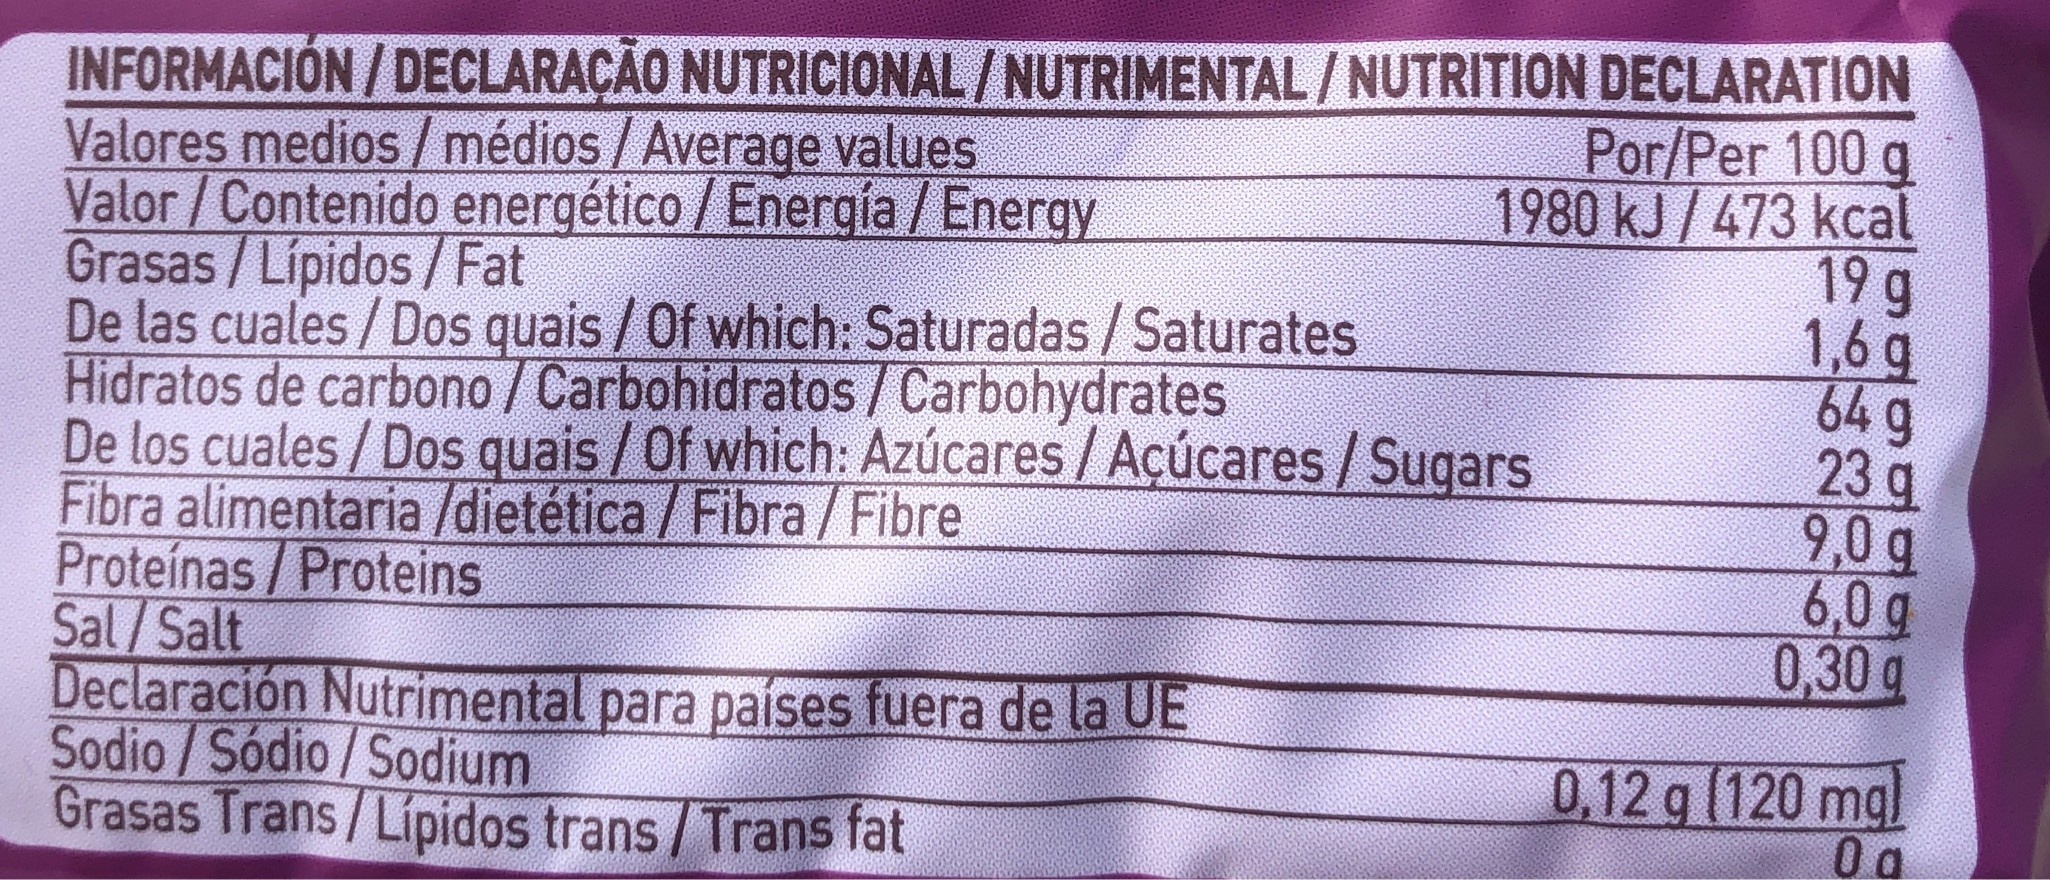 INFORMACIÓN / DECLARAÇÃO NUTRICIONAL / NUTRIMENTAL / NUTRITION DECLARATION
Valores medios / médios / Average values Por/Per 100 g
Valor / Contenido energético / Energía / Energy 1980 kJ / 473 kcal
Grasas / Lípidos / Fat 19 g
De las cuales / Dos quais / Of which: Saturadas / Saturates 1,6 g
Hidratos de carbono / Carbohidratos / Carbohydrates 64 g
De los cuales / Dos quais / Of which: Azúcares / Açúcares / Sugars 23 g
Fibra alimentaria /dietética / Fibra / Fibre 9,0 g
Proteínas / Proteins 6,0 g
Sal / Salt 0,30 g
Declaración Nutrimental para países fuera de la UE
Sodio / Sódio / Sodium 0,12 g (120 mg)
Grasas Trans / Lípidos trans / Trans fat 0 g